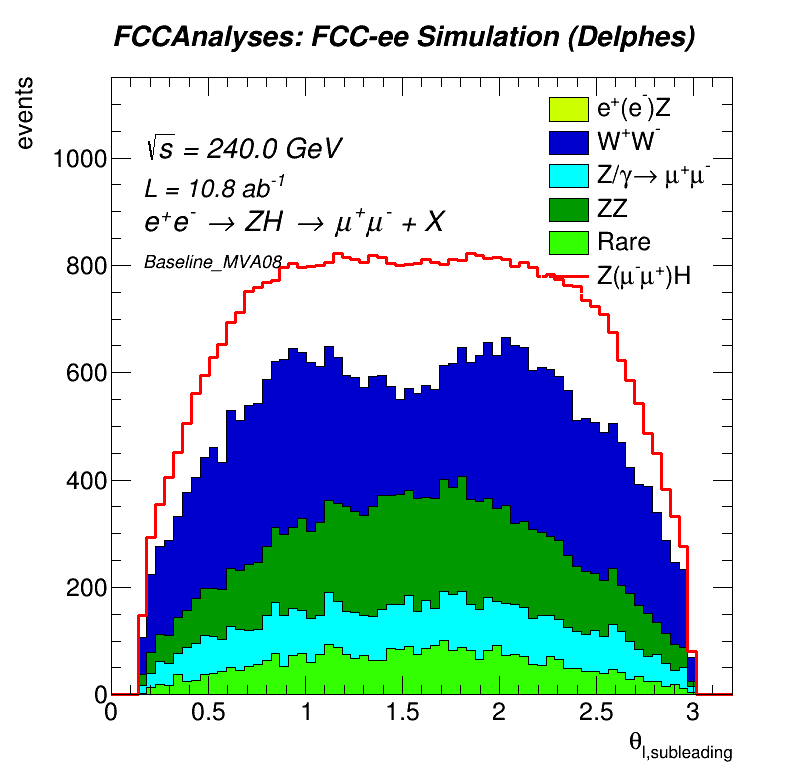 FCCAnalyses: FCC-ee Simulation (Delphes)
events
√s = 240.0 GeV
L = 10.8 ab⁻¹
e⁺e⁻ → ZH → μ⁺μ⁻ + X
Baseline_MVA08
e⁺(e⁻)Z
W⁺W⁻
Z/γ→ μ⁺μ⁻
ZZ
Rare
Z(μ⁻μ⁺)H
1000
800
600
400
200
0
0 0.5 1 1.5 2 2.5 3
θl,subleading